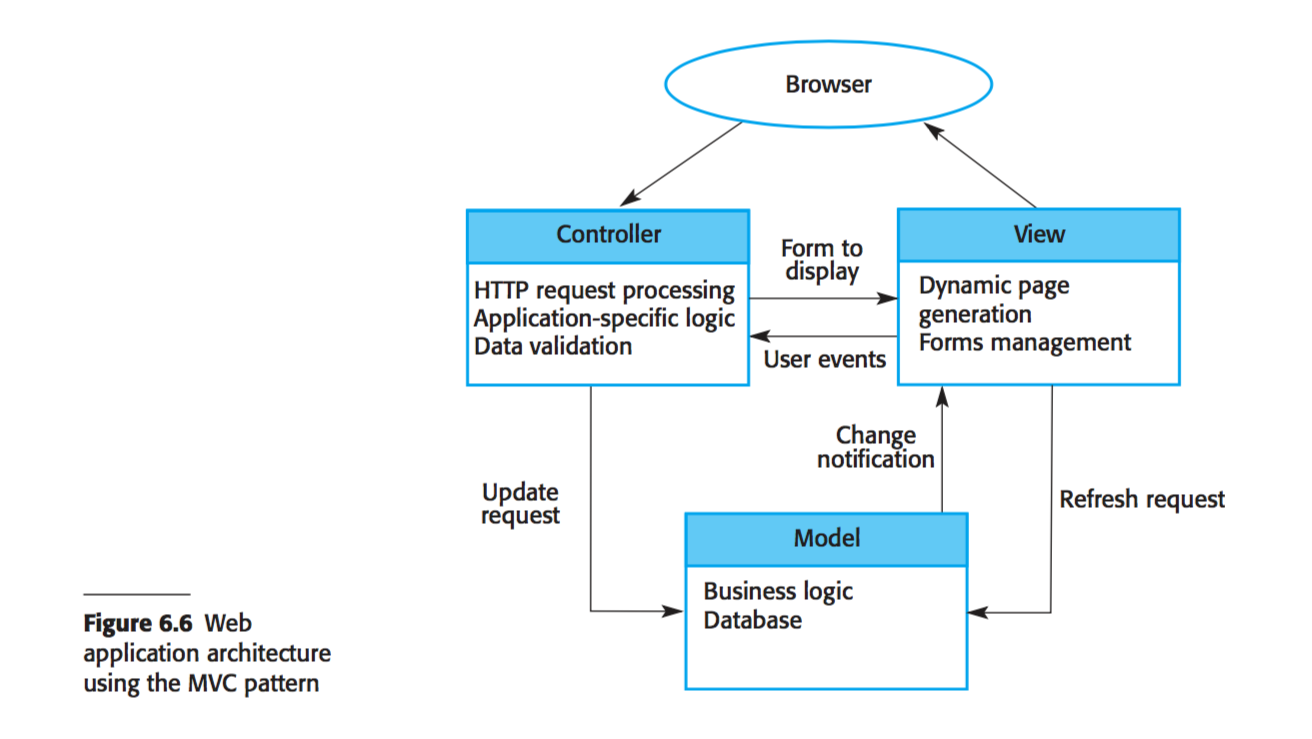 Browser
Controller
HTTP request processing
Application-specific logic
Data validation
Form to
display
User events
View
Dynamic page
generation
Forms management
Update
request
Change
notification
Refresh request
Model
Business logic
Database
Figure 6.6 Web
application architecture
using the MVC pattern